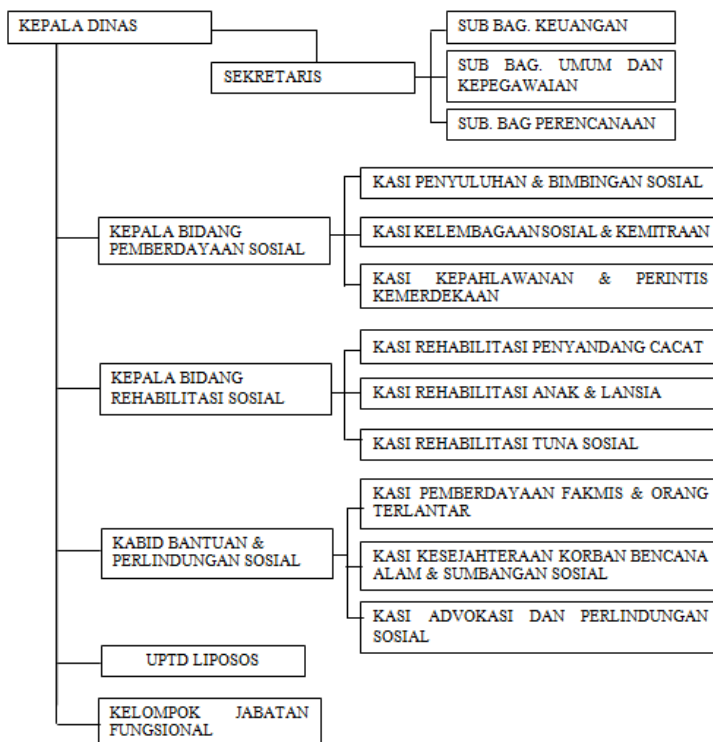 KEPALA DINAS
SUB BAG. KEUANGAN
SEKRETARIS
SUB BAG. UMUM DAN
KEPEGAWAIAN
SUB. BAG PERENCANAAN
KASI PENYULUHAN & BIMBINGAN SOSIAL
KEPALA BIDANG
PEMBERDAYAAN SOSIAL
KASI KELEMBAGAAN SOSIAL & KEMITRAAN
KASI KEPAHLAWANAN & PERINTIS
KEMERDEKAAN
KASI REHABILITASI PENYANDANG CACAT
KEPALA BIDANG
REHABILITASI SOSIAL
KASI REHABILITASI ANAK & LANSIA
KASI REHABILITASI TUNA SOSIAL
KASI PEMBERDAYAAN FAKMIS & ORANG
TERLANTAR
KABID BANTUAN &
PERLINDUNGAN SOSIAL
KASI KESEJAHTERAAN KORBAN BENCANA
ALAM & SUMBANGAN SOSIAL
KASI ADVOKASI DAN PERLINDUNGAN
SOSIAL
UPTD LIPOSOS
KELOMPOK JABATAN
FUNGSIONAL